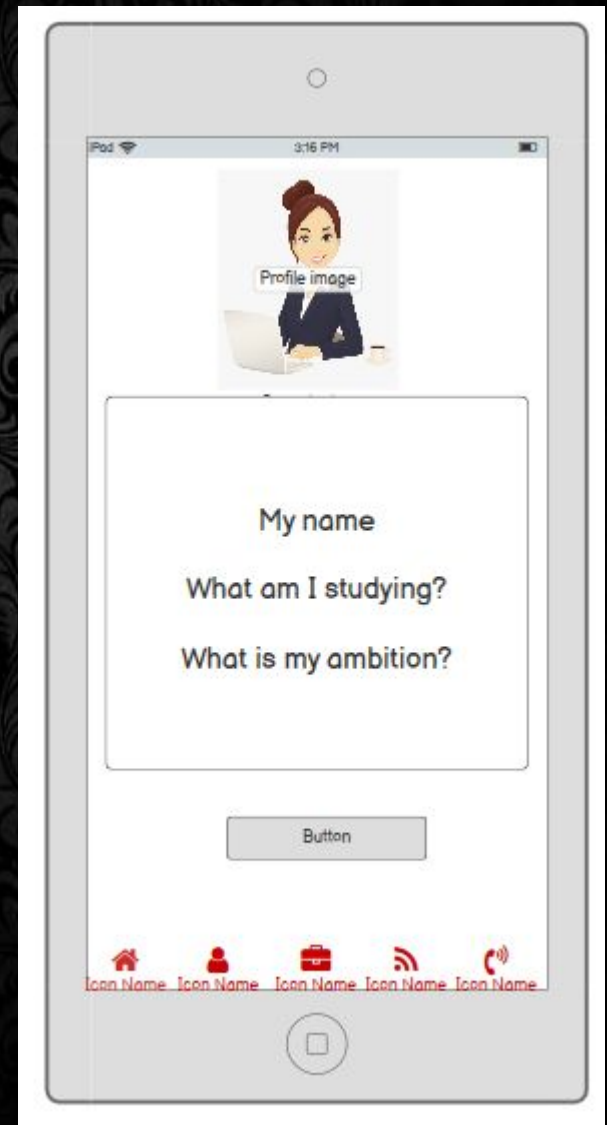 iPad 3:16 PM
Profile image
My name
What am I studying?
What is my ambition?
Button
Icon Name Icon Name Icon Name Icon Name Icon Name